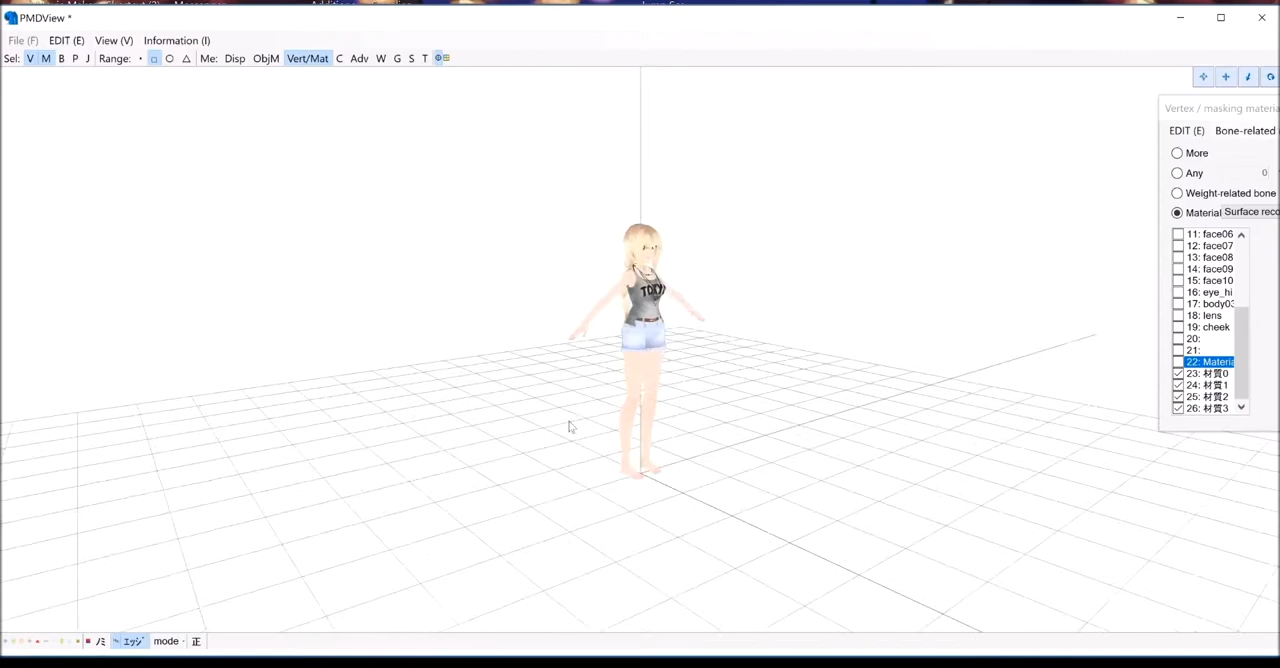 PMDView *
File (F) EDIT (E) View (V) Information (I)
Sel: V M B P J Range: Me: Disp ObjM Vert/Mat C Adv W G S T
Vertex / masking materia
EDIT (E) Bone-related
More
Any 0
Weight-related bone
Material Surface reco
11: face06
12: face07
13: face08
14: face09
15: face10
16: eye_hi
17: body03
18: lens
19: cheek
20:
21:
22: Materia
23: 材質0
24: 材質1
25: 材質2
26: 材質3
TOKYO
ｴｯｼﾞ mode 正